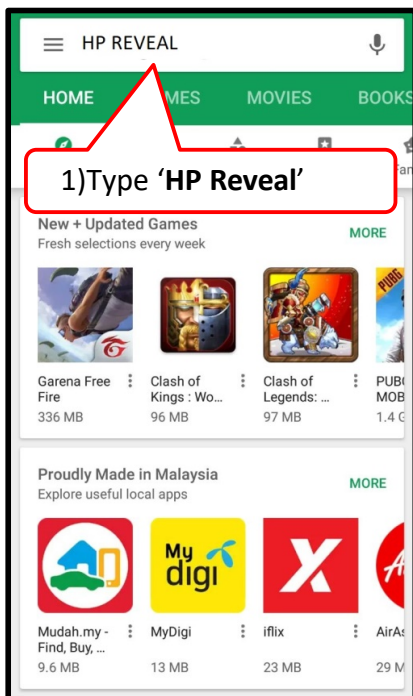 HP REVEAL
HOME MES MOVIES BOOKS
1)Type ‘HP Reveal’
New + Updated Games
MORE
Fresh selections every week
PUBG
Garena Free Fire
Clash of Kings : Wo...
Clash of Legends: ...
PUBG MOB
336 MB
96 MB
97 MB
1.4 G
Proudly Made in Malaysia
MORE
Explore useful local apps
My digi
X
Mudah.my - Find, Buy, ...
MyDigi
iflix
AirAs
9.6 MB
13 MB
23 MB
29 M